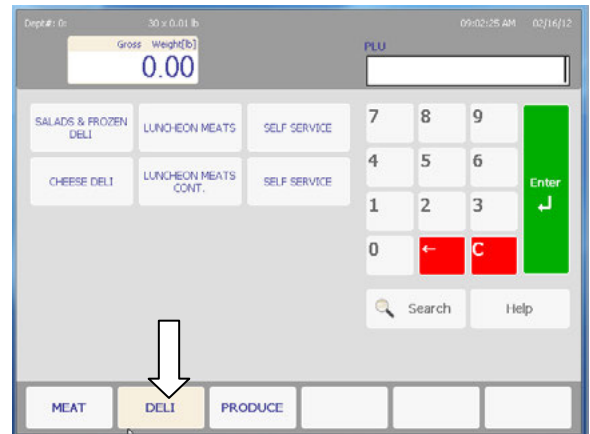 Dept#: 0: 30 x 0.01 lb 09:02:25 AM 02/16/12
Gross Weight[lb]
0.00
PLU
SALADS & FROZEN
DELI
LUNCHEON MEATS
SELF SERVICE
7 8 9
CHEESE DELI
LUNCHEON MEATS
CONT.
SELF SERVICE
4 5 6
Enter
1 2 3
0 ← C
Search Help
MEAT DELI PRODUCE